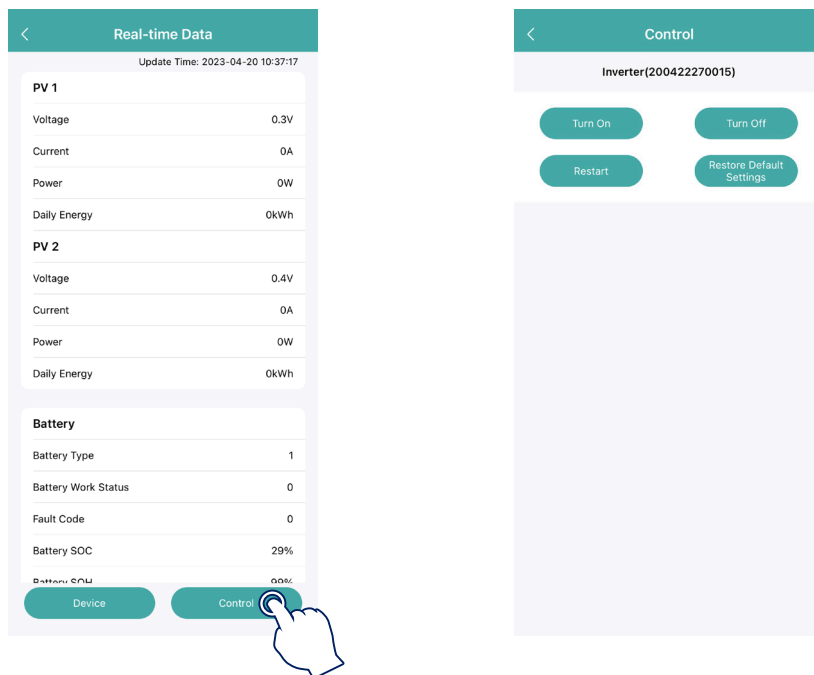 Real-time Data
Update Time: 2023-04-20 10:37:17
PV 1
Voltage 0.3V
Current 0A
Power 0W
Daily Energy 0kWh
PV 2
Voltage 0.4V
Current 0A
Power 0W
Daily Energy 0kWh
Battery
Battery Type 1
Battery Work Status 0
Fault Code 0
Battery SOC 29%
Battery SOH 99%
Device Control
Control
Inverter(200422270015)
Turn On Turn Off
Restart Restore Default
Settings